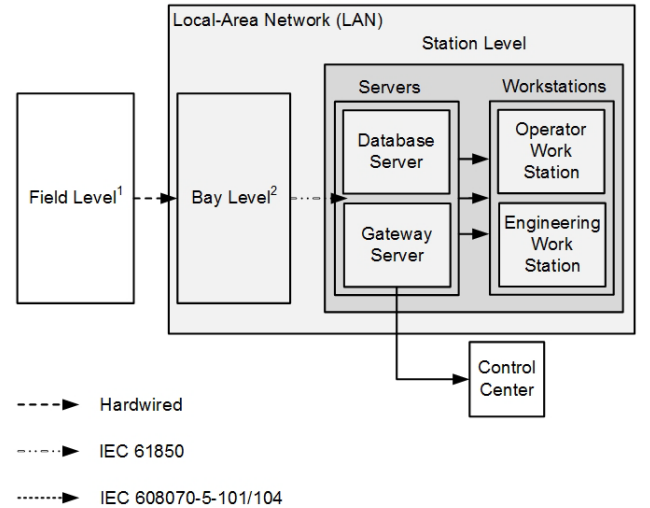 Local-Area Network (LAN)
Station Level
Servers
Workstations
Database
Server
Operator
Work
Station
Field Level¹
Bay Level²
Gateway
Server
Engineering
Work
Station
Control
Center
Hardwired
IEC 61850
IEC 608070-5-101/104